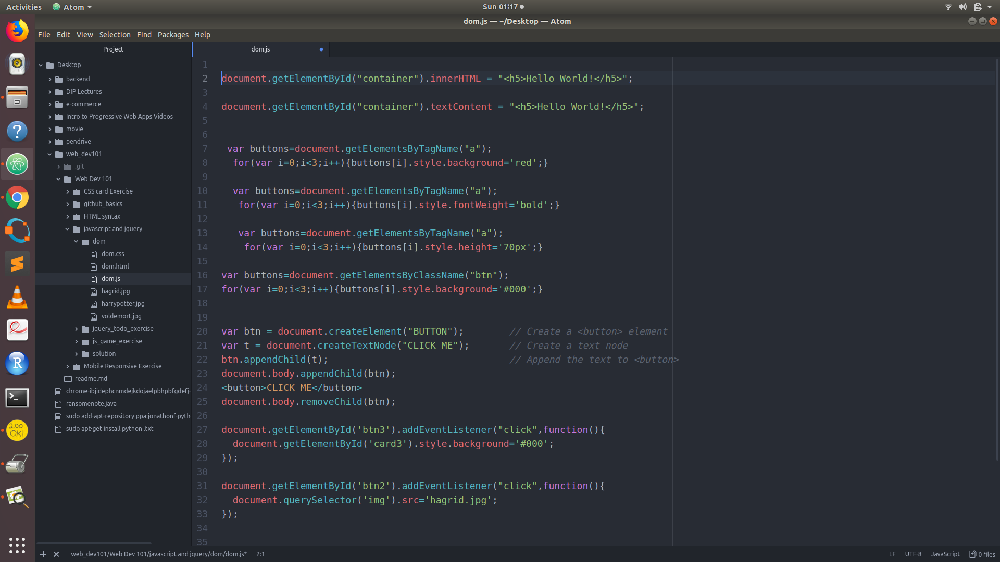 Activities Atom Sun 01:17
dom.js — ~/Desktop — Atom
File Edit View Selection Find Packages Help
Project
dom.js
Desktop
backend
DIP Lectures
e-commerce
Intro to Progressive Web Apps Videos
movie
pendrive
web_dev101
.git
Web Dev 101
CSS card Exercise
github_basics
HTML syntax
javascript and jquery
dom
dom.css
dom.html
dom.js
hagrid.jpg
harrypotter.jpg
voldemort.jpg
jquery_todo_exercise
js_game_exercise
solution
Mobile Responsive Exercise
readme.md
chrome-ibjidephcnmdejkdojaelpbhpbfgdefj-
ransomenote.java
sudo add-apt-repository ppa:jonathonf-pyth
sudo apt-get install python .txt
1
2 document.getElementById("container").innerHTML = "<h5>Hello World!</h5>";
3
4 document.getElementById("container").textContent = "<h5>Hello World!</h5>";
5
6
7 var buttons=document.getElementsByTagName("a");
8 for(var i=0;i<3;i++){buttons[i].style.background='red';}
9
10 var buttons=document.getElementsByTagName("a");
11 for(var i=0;i<3;i++){buttons[i].style.fontWeight='bold';}
12
13 var buttons=document.getElementsByTagName("a");
14 for(var i=0;i<3;i++){buttons[i].style.height='70px';}
15
16 var buttons=document.getElementsByClassName("btn");
17 for(var i=0;i<3;i++){buttons[i].style.background='#000';}
18
19
20 var btn = document.createElement("BUTTON"); // Create a <button> element
21 var t = document.createTextNode("CLICK ME"); // Create a text node
22 btn.appendChild(t); // Append the text to <button>
23 document.body.appendChild(btn);
24 <button>CLICK ME</button>
25 document.body.removeChild(btn);
26
27 document.getElementById('btn3').addEventListener("click",function(){
28 document.getElementById('card3').style.background='#000';
29 });
30
31 document.getElementById('btn2').addEventListener("click",function(){
32 document.querySelector('img').src='hagrid.jpg';
33 });
34
35
200 OK!
R
web_dev101/Web Dev 101/javascript and jquery/dom/dom.js* 2:1 LF UTF-8 JavaScript 0 files